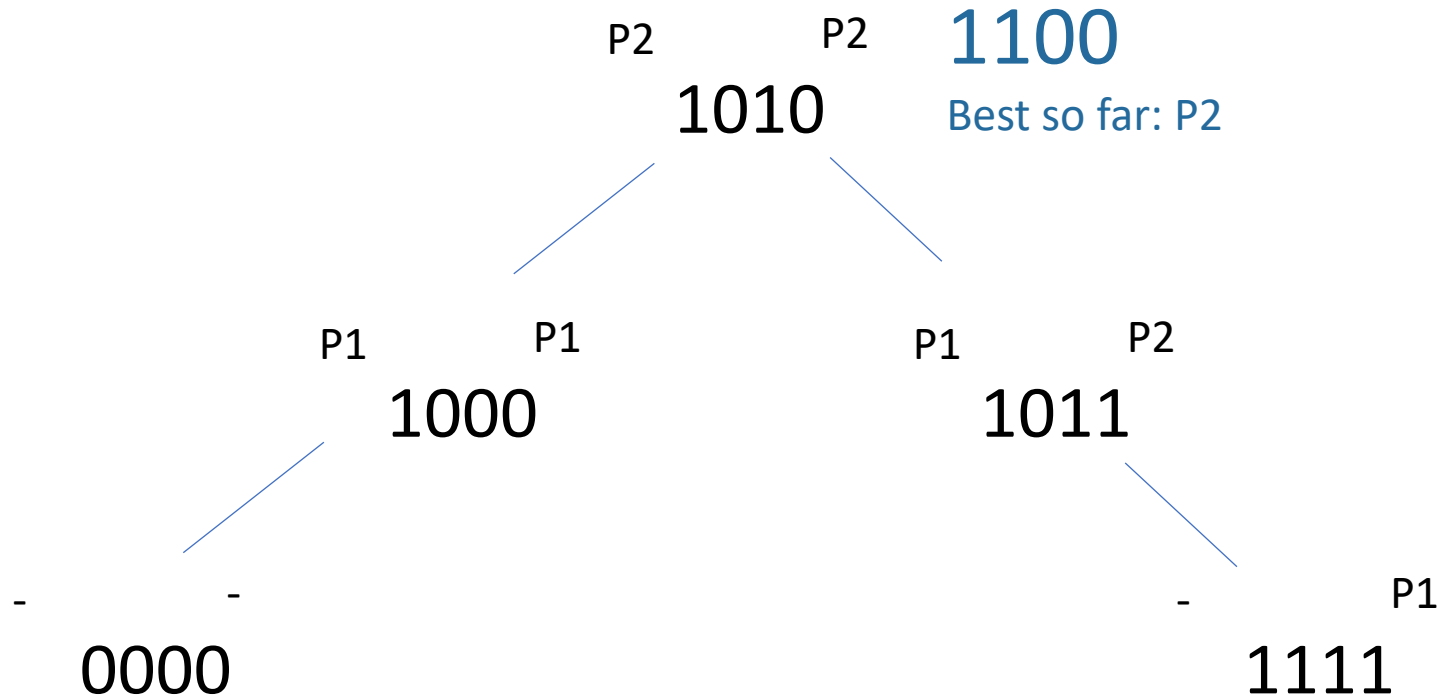 P2 P2 1100
1010 Best so far: P2
P1 P1 P1 P2
1000 1011
- - - P1
0000 1111